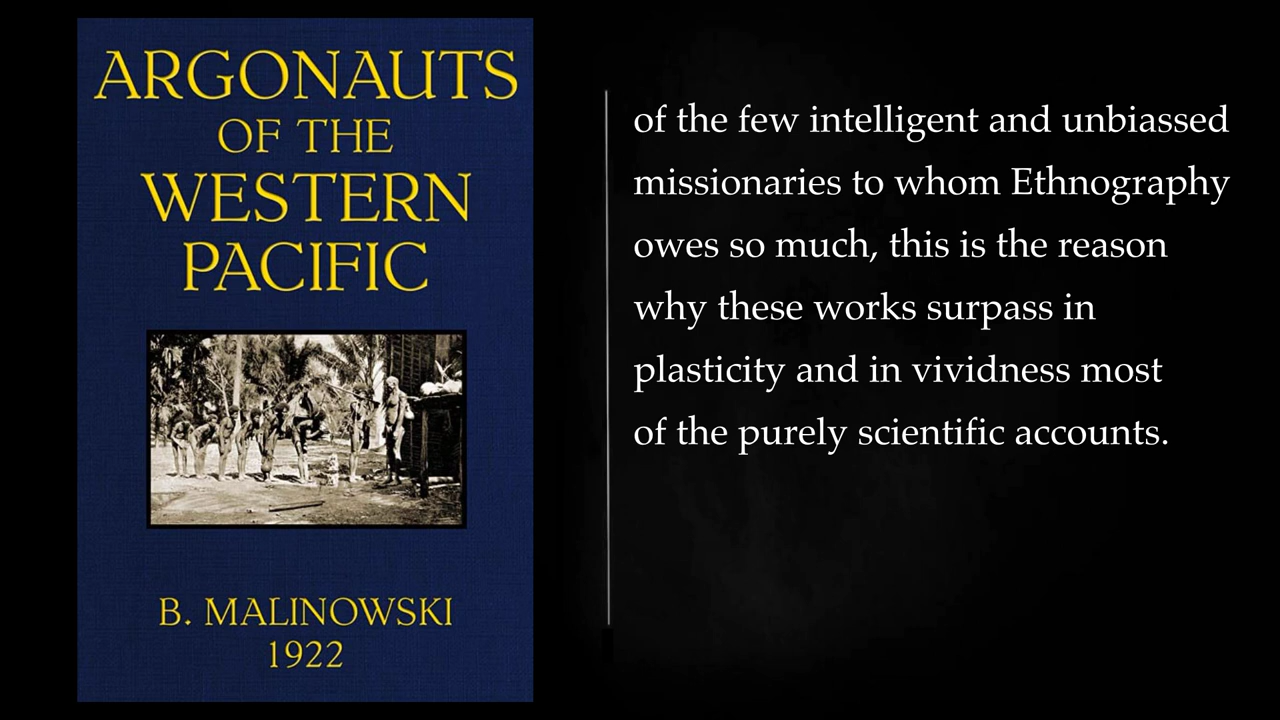 ARGONAUTS
OF THE
WESTERN
PACIFIC
B. MALINOWSKI
1922
of the few intelligent and unbiassed
missionaries to whom Ethnography
owes so much, this is the reason
why these works surpass in
plasticity and in vividness most
of the purely scientific accounts.